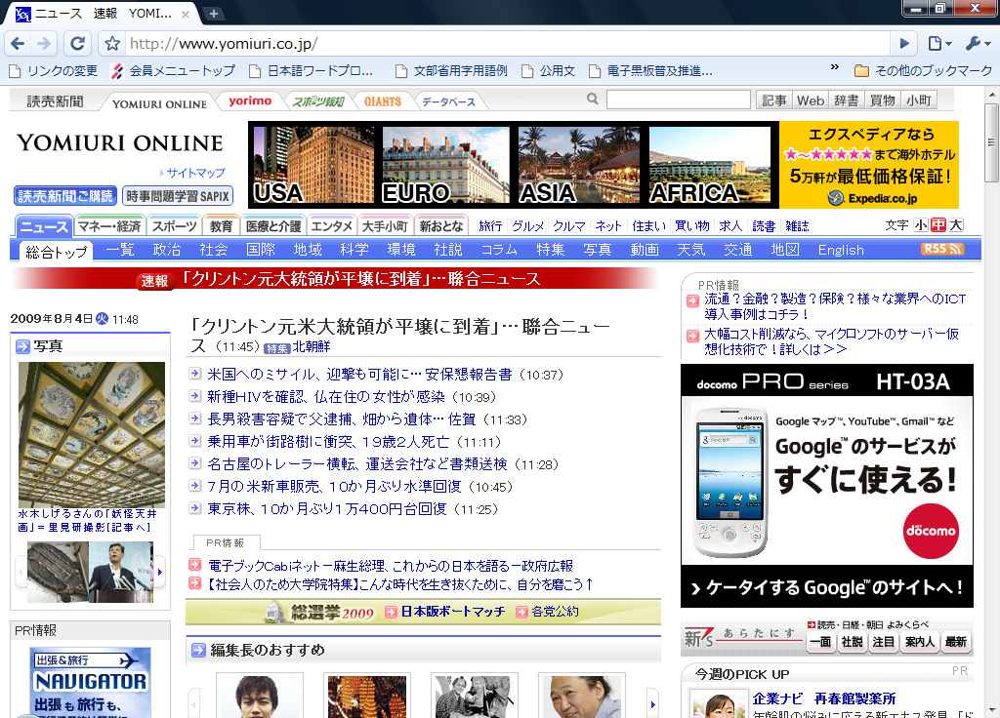 ニュース 速報 YOMI...
http://www.yomiuri.co.jp/
リンクの変更 会員メニュートップ 日本語ワードプロ... 文部省用字用語例 公用文 電子黒板普及推進... » その他のブックマーク
読売新聞 YOMIURI ONLINE yorimo スポーツ報知 GIANTS データベース 記事 Web 辞書 買物 小町
YOMIURI ONLINE
サイトマップ
読売新聞ご購読 時事問題学習SAPIX
USA EURO ASIA AFRICA
エクスペディアなら
★～★★★★★まで海外ホテル
5万軒が最低価格保証!
Expedia.co.jp
ニュース マネー・経済 スポーツ 教育 医療と介護 エンタメ 大手小町 新おとな 旅行 グルメ クルマ ネット 住まい 買い物 求人 読書 雑誌 文字 小 中 大
総合トップ 一覧 政治 社会 国際 地域 科学 環境 社説 コラム 特集 写真 動画 天気 交通 地図 English RSS
速報 「クリントン元大統領が平壌に到着」…聯合ニュース
2009年8月4日 火 11:48
写真
水木しげるさんの「妖怪天井
画」＝里見研撮影[記事へ]
PR情報
出張&旅行
NAVIGATOR
出張も旅行も、
「クリントン元米大統領が平壌に到着」…聯合ニュー
ス (11:45) 特集 北朝鮮
米国へのミサイル、迎撃も可能に…安保懇報告書 (10:37)
新種HIVを確認、仏在住の女性が感染 (10:39)
長男殺害容疑で父逮捕、畑から遺体…佐賀 (11:33)
乗用車が街路樹に衝突、19歳2人死亡 (11:11)
名古屋のトレーラー横転、運送会社など書類送検 (11:28)
7月の米新車販売、10か月ぶり水準回復 (10:45)
東京株、10か月ぶり1万400円台回復 (11:25)
PR情報
電子ブックCabiネットー麻生総理、これからの日本を語るー政府広報
【社会人のため大学院特集】こんな時代を生き抜くために、自分を磨こう↑
総選挙2009 日本版ボートマッチ 各党公約
編集長のおすすめ
PR情報
流通？金融？製造？保険？様々な業界へのICT
導入事例はコチラ！
大幅コスト削減なら、マイクロソフトのサーバー仮
想化技術で！詳しくは＞＞
docomo PRO series HT-03A
Google マップ™、YouTube™、Gmail™ など
Google™のサービスが
すぐに使える!
döcomo
› ケータイするGoogle™のサイトへ!
新s あらたにす 読売・日経・朝日 よみくらべ
一面 社説 注目 案内人 最新
今週のPICK UP PR
企業ナビ 再春館製薬所
年齢肌の悩みに応える新エキス発見 「ド